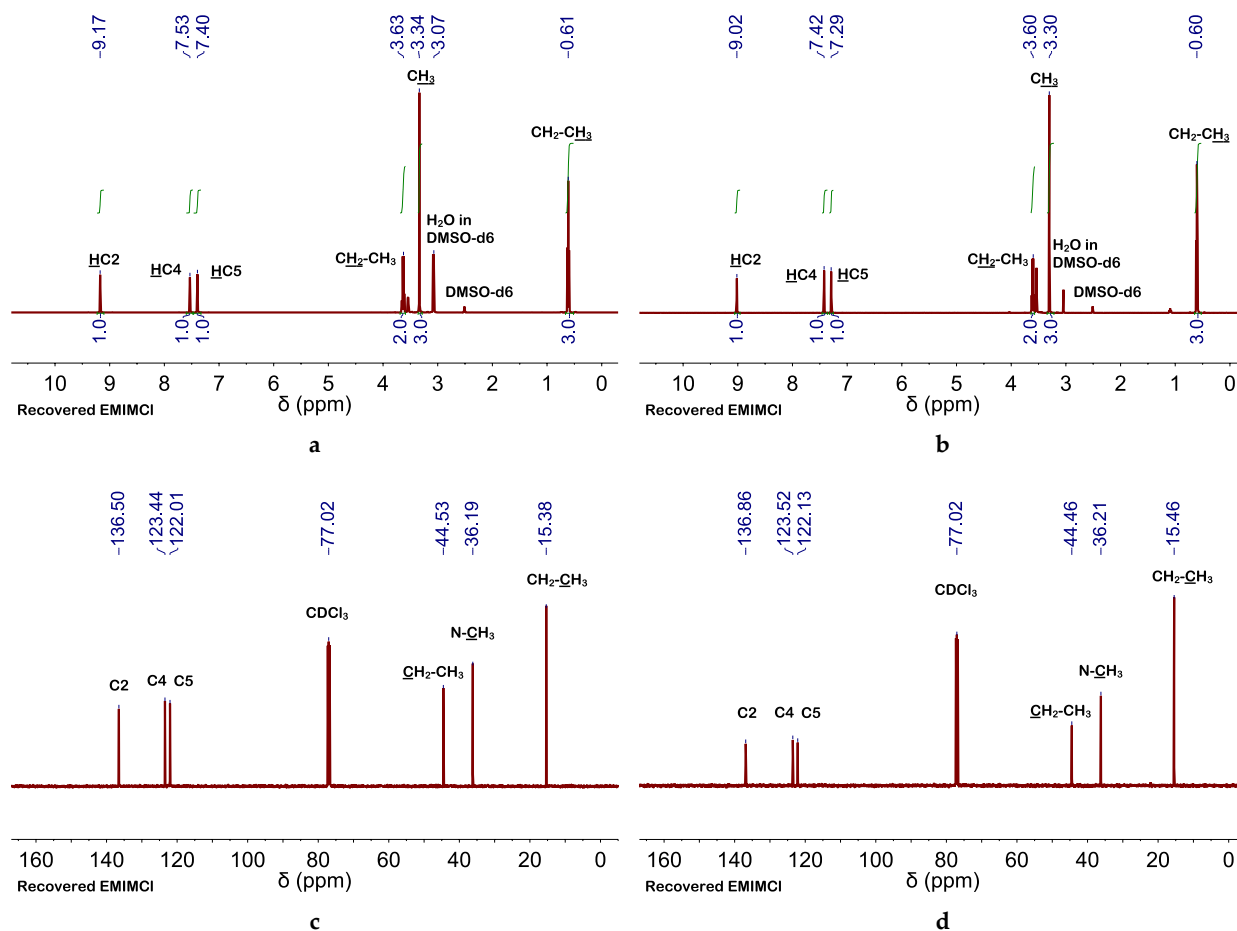 -9.17 7.53 7.40 3.63 3.34 3.07 -0.61
CH₃
CH₂-CH₃
H₂O in
DMSO-d6
HC2 HC4 HC5 CH₂-CH₃
DMSO-d6
1.0 1.0 1.0 2.0 3.0 3.0
10 9 8 7 6 5 4 3 2 1 0
Recovered EMIMCl δ (ppm)
a
-9.02 7.42 7.29 3.60 3.30 -0.60
CH₃
CH₂-CH₃
H₂O in
DMSO-d6
HC2 HC4 HC5 CH₂-CH₃
DMSO-d6
1.0 1.0 1.0 2.0 3.0 3.0
10 9 8 7 6 5 4 3 2 1 0
Recovered EMIMCl δ (ppm)
b
-136.50 123.44 122.01 -77.02 -44.53 -36.19 -15.38
CH₂-CH₃
CDCl₃
N-CH₃
CH₂-CH₃
C2 C4 C5
160 140 120 100 80 60 40 20 0
Recovered EMIMCl δ (ppm)
c
-136.86 123.52 122.13 -77.02 -44.46 -36.21 -15.46
CH₂-CH₃
CDCl₃
N-CH₃
CH₂-CH₃
C2 C4 C5
160 140 120 100 80 60 40 20 0
Recovered EMIMCl δ (ppm)
d